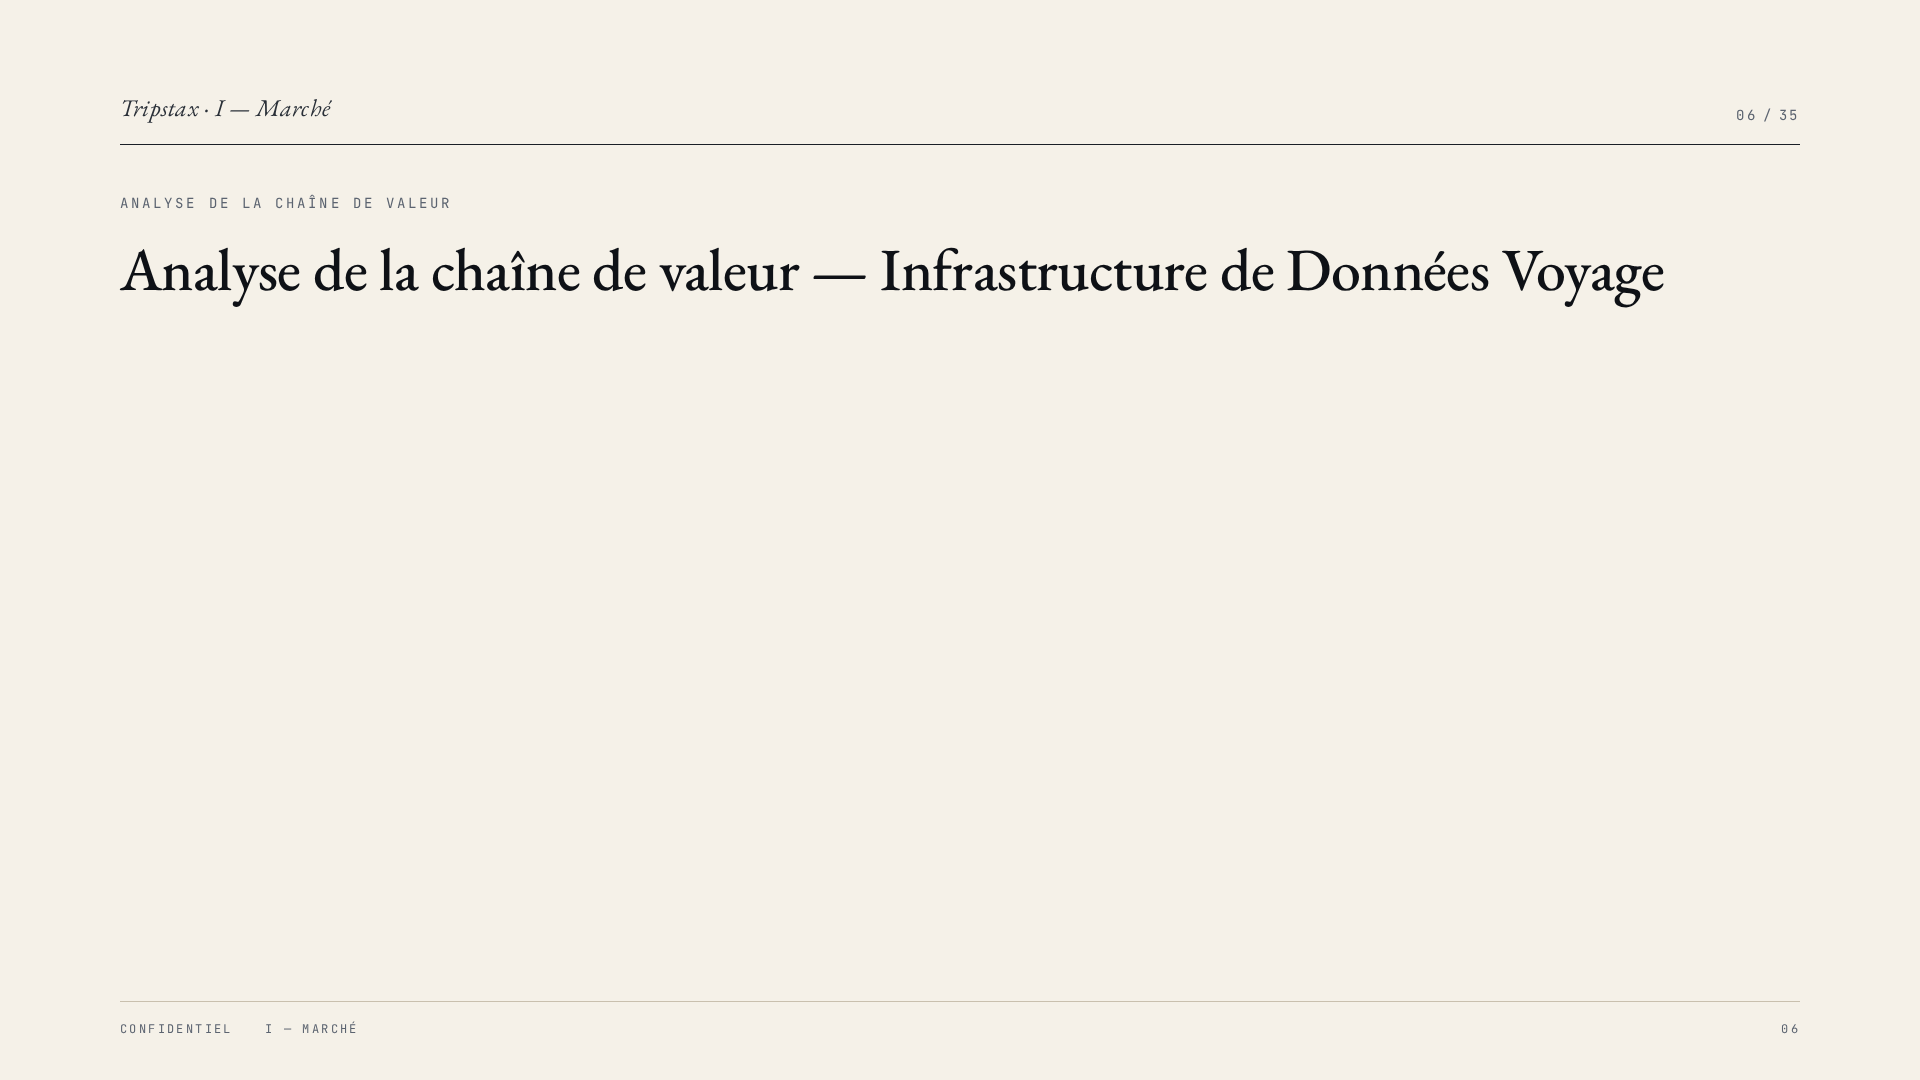 Tripstax · I — Marché
06 / 35
ANALYSE DE LA CHAÎNE DE VALEUR
Analyse de la chaîne de valeur — Infrastructure de Données Voyage
CONFIDENTIEL I — MARCHÉ
06